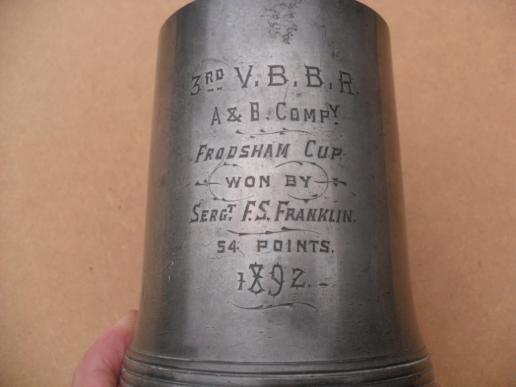 3RD V.B.B.R.
A & B. COMPY
FRODSHAM CUP
WON BY
SERGT F.S. FRANKLIN.
54 POINTS.
1892.